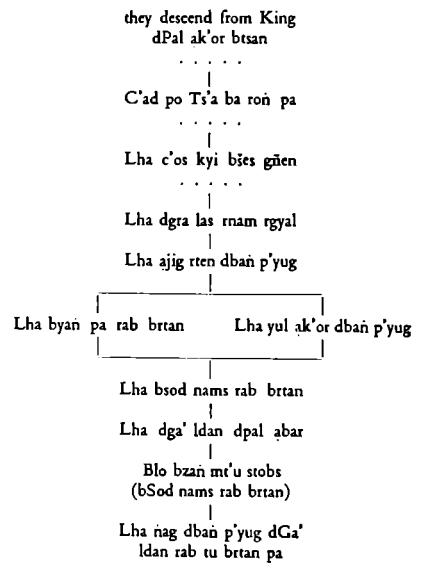 they descend from King
dPal ak'or btsan
. . . . .
C'ad po Ts'a ba roṅ pa
. . . . .
Lha c'os kyi bšes gñen
. . . . .
Lha dgra las rnam rgyal
Lha ạjig rten dbaṅ p'yug
Lha byaṅ pa rab brtan Lha yul ạk'or dbaṅ p'yug
Lha bsod nams rab brtan
Lha dga' ldan dpal ạbar
Blo bzaṅ mt'u stobs
(bSod nams rab brtan)
Lha ṅag dbaṅ p'yug dGa'
ldan rab tu brtan pa